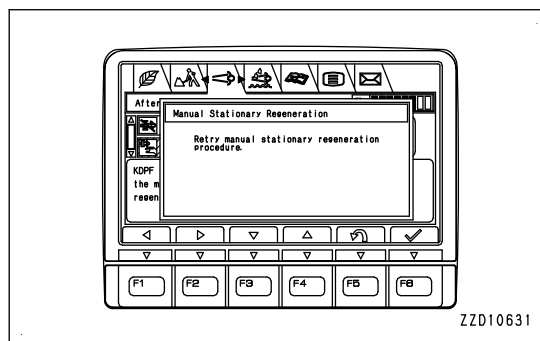 After
Manual Stationary Regeneration
Retry manual stationary regeneration
procedure.
KDPF
the m
regen
F1 F2 F3 F4 F5 F6
ZZD10631